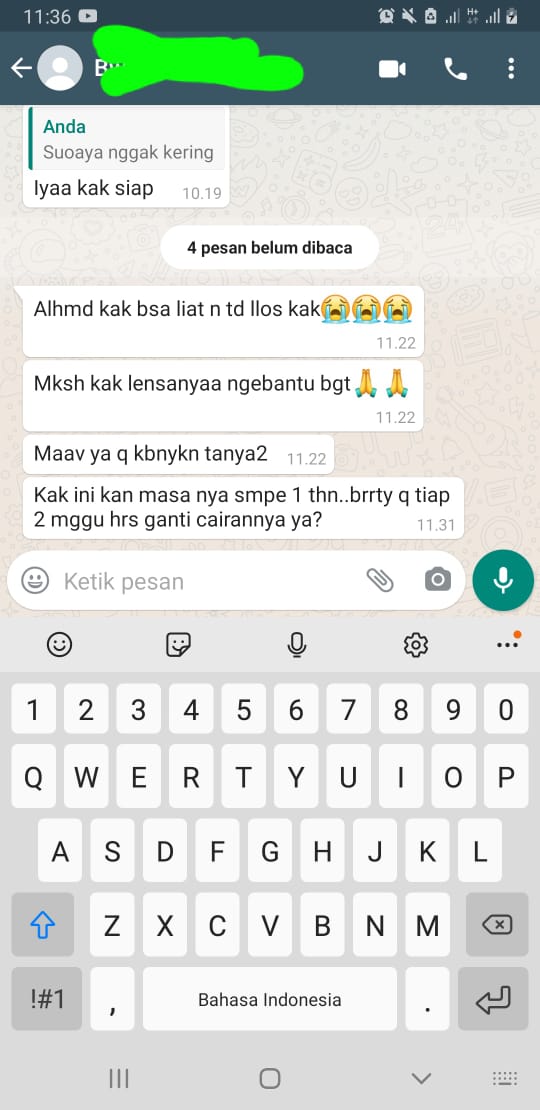 11:36
Anda
Suoaya nggak kering
Iyaa kak siap 10.19
4 pesan belum dibaca
Alhmd kak bsa liat n td llos kak😭😭😭
11.22
Mksh kak lensanyaa ngebantu bgt🙏🙏
11.22
Maav ya q kbnykn tanya2 11.22
Kak ini kan masa nya smpe 1 thn..brrty q tiap
2 mggu hrs ganti cairannya ya? 11.31
Ketik pesan
1 2 3 4 5 6 7 8 9 0
Q W E R T Y U I O P
A S D F G H J K L
Z X C V B N M
!#1 , Bahasa Indonesia .